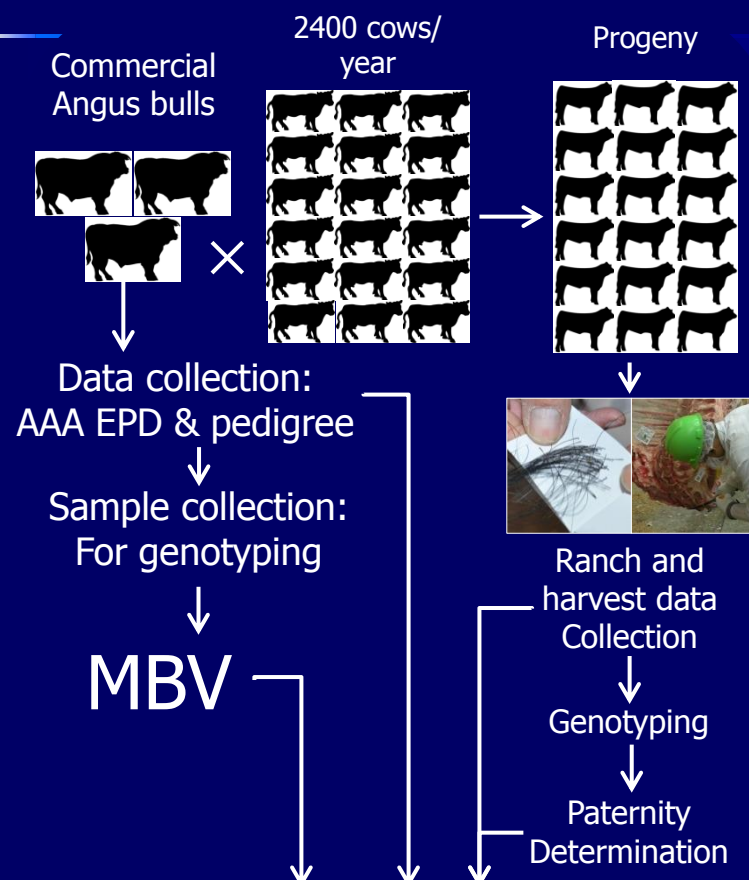 Commercial
Angus bulls
2400 cows/
year
Progeny
Data collection:
AAA EPD & pedigree
Sample collection:
For genotyping
MBV
Ranch and
harvest data
Collection
Genotyping
Paternity
Determination